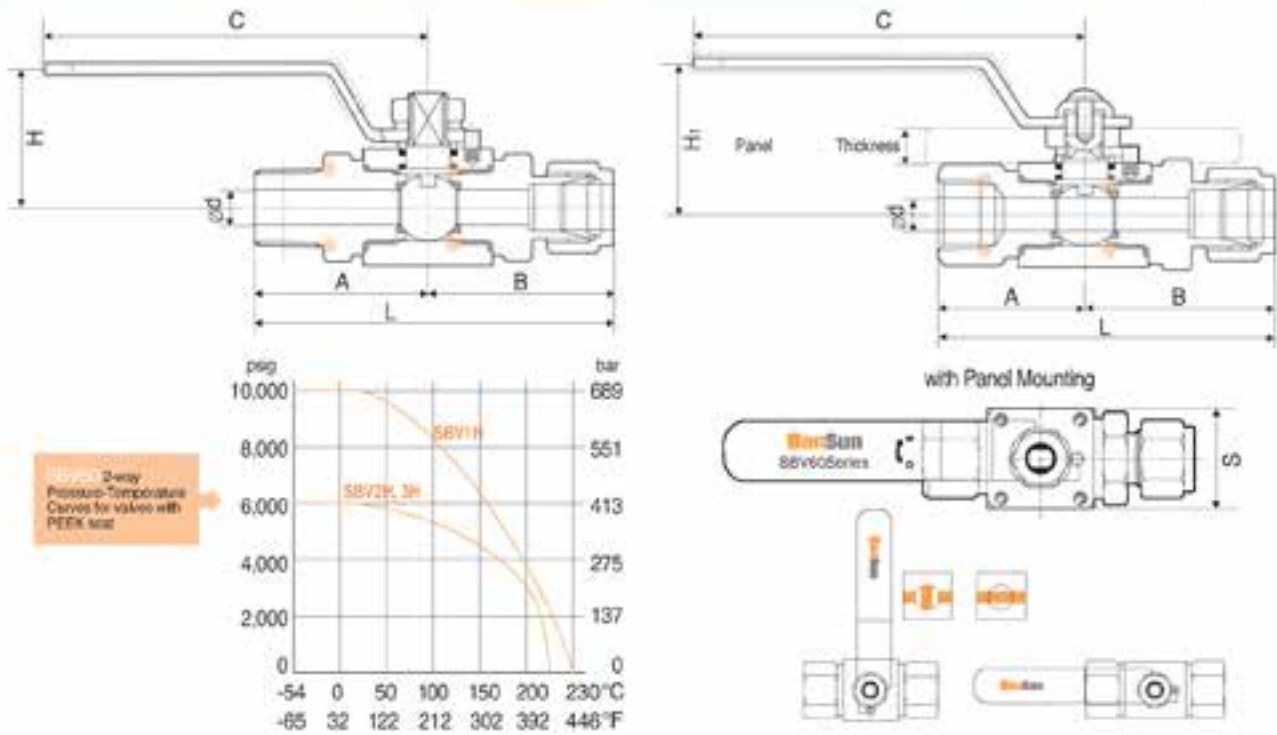 C
H
Ød
A
B
L
C
H1
Panel Thickness
Ød
A
B
L
with Panel Mounting
psig
bar
10,000
689
8,000
551
6,000
413
4,000
275
2,000
137
0
0
SBV1H
SBV2H, 3H
-54 0 50 100 150 200 230°C
-65 32 122 212 302 392 446°F
2-way
Pressure-Temperature
Curves for valves with
PEEK seat
SBV60Series
S